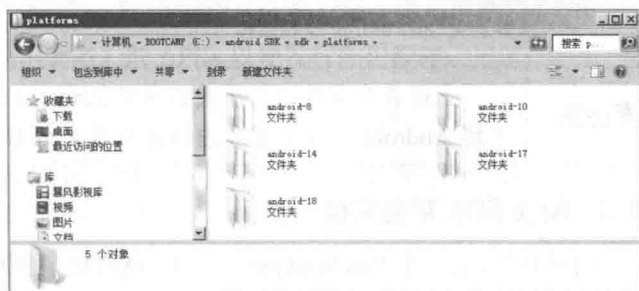 platforms
计算机 - BOOTCAMP (C:) - android SDK - sdk - platforms -
搜索 p...
组织 包含到库中 共享 刻录 新建文件夹
收藏夹
下载
桌面
最近访问的位置
库
暴风影视库
视频
图片
文档
android-8
文件夹
android-10
文件夹
android-14
文件夹
android-17
文件夹
android-18
文件夹
5 个对象